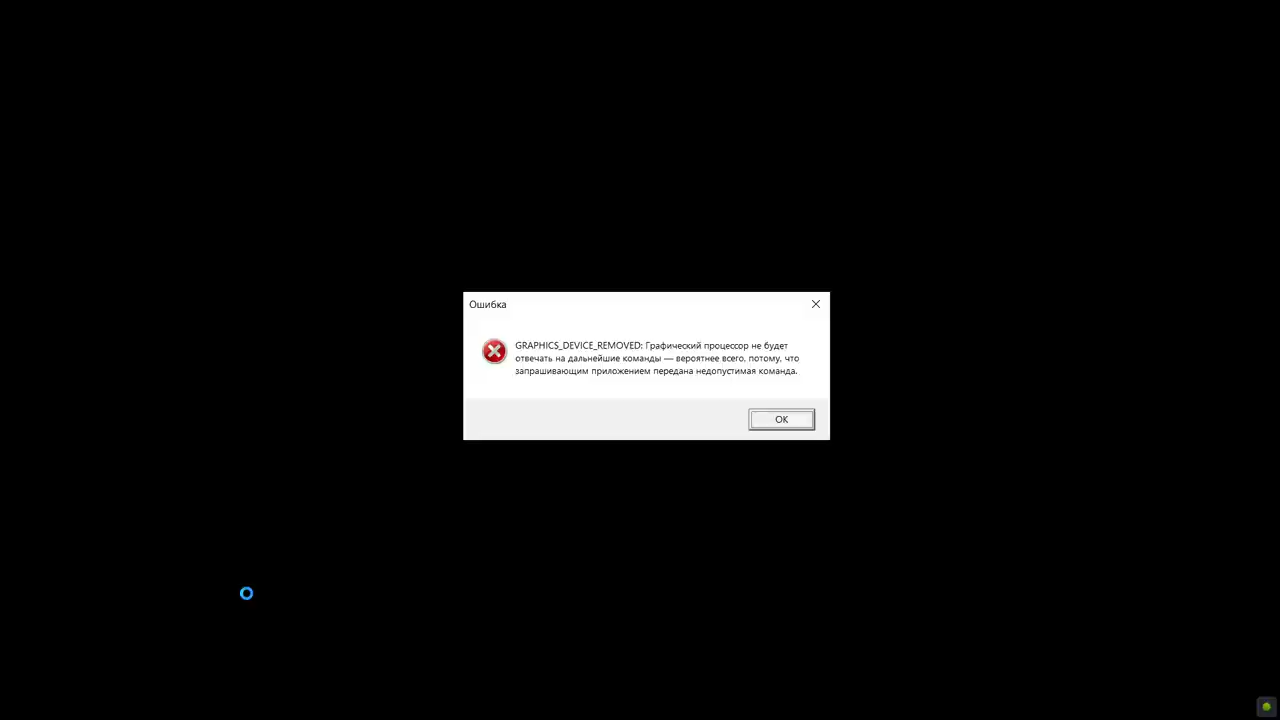 Ошибка
GRAPHICS_DEVICE_REMOVED: Графический процессор не будет
отвечать на дальнейшие команды — вероятнее всего, потому, что
запрашивающим приложением передана недопустимая команда.
OK